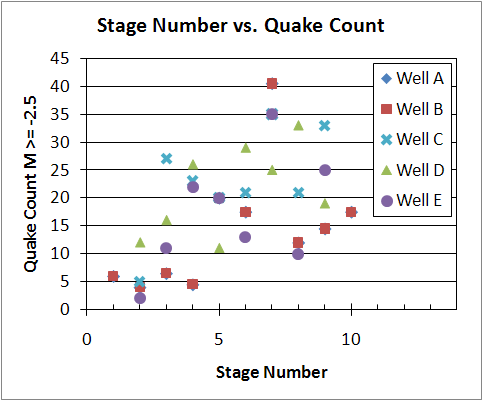 Stage Number vs. Quake Count
45
40
35
30
25
20
15
10
5
0
Quake Count M >= -2.5
0 5 10
Stage Number
Well A
Well B
Well C
Well D
Well E